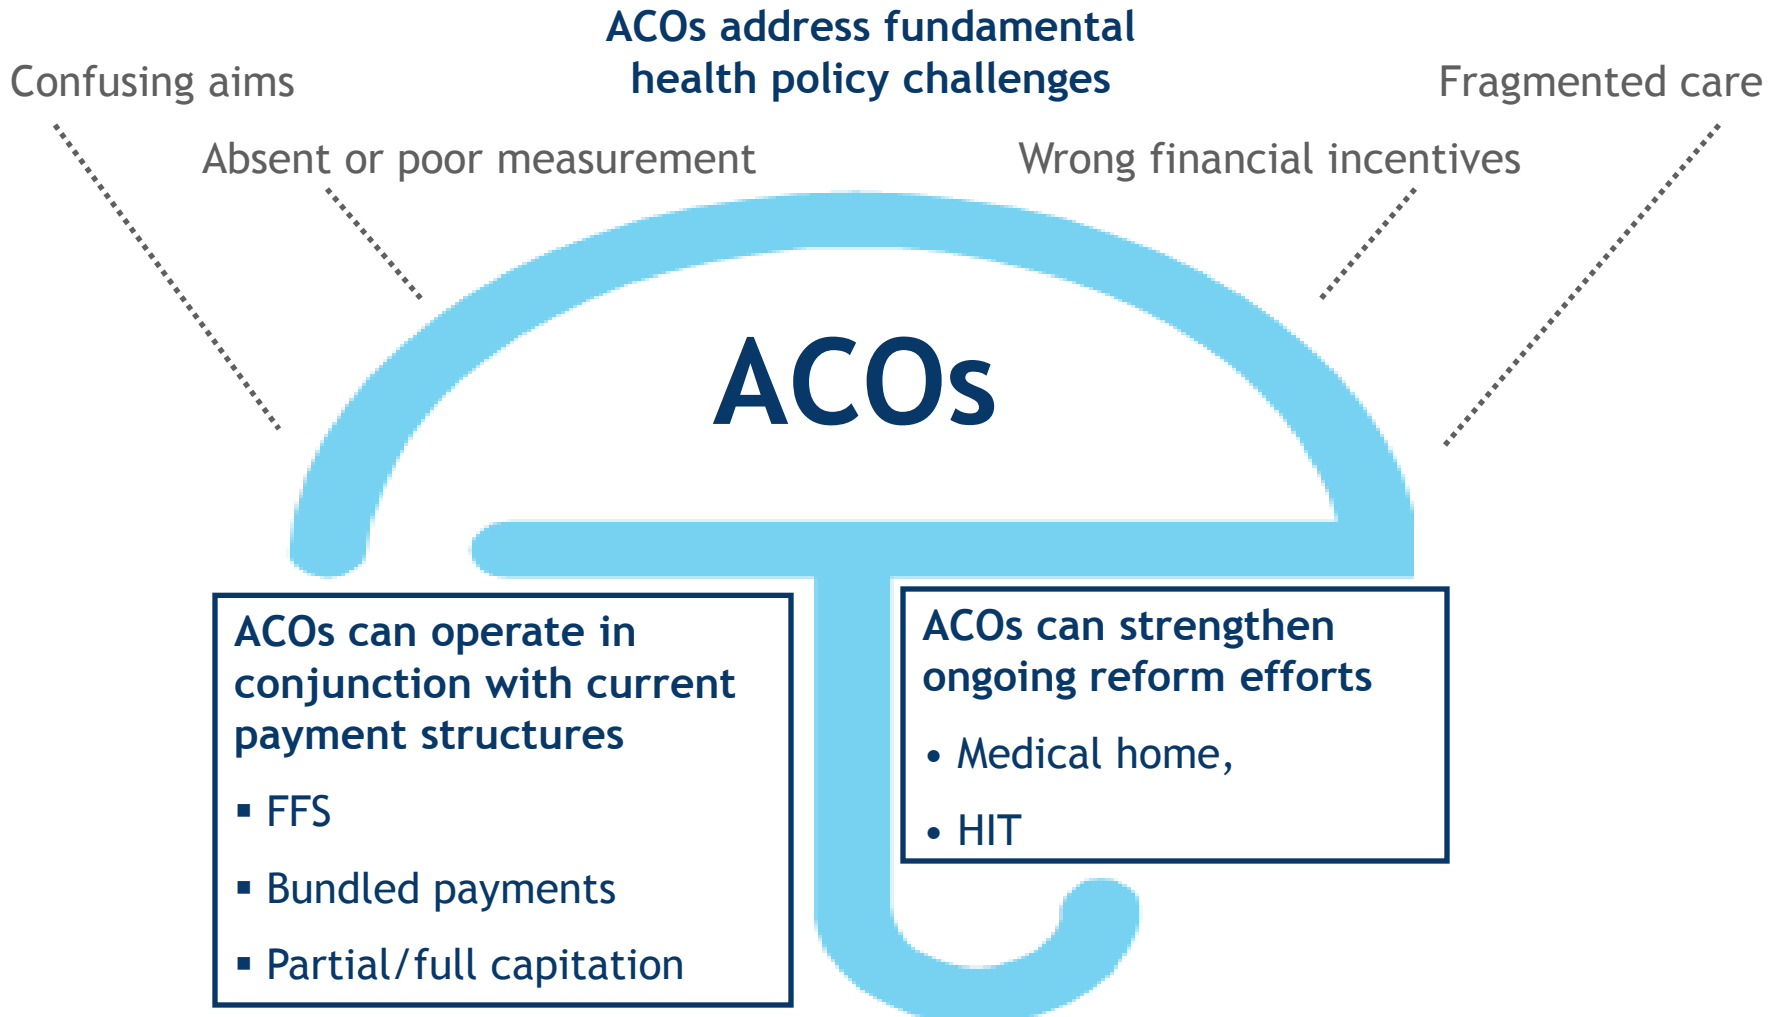 ACOs address fundamental
health policy challenges
Confusing aims
Fragmented care
Absent or poor measurement
Wrong financial incentives
ACOs
ACOs can operate in
conjunction with current
payment structures
▪ FFS
▪ Bundled payments
▪ Partial/full capitation
ACOs can strengthen
ongoing reform efforts
• Medical home,
• HIT